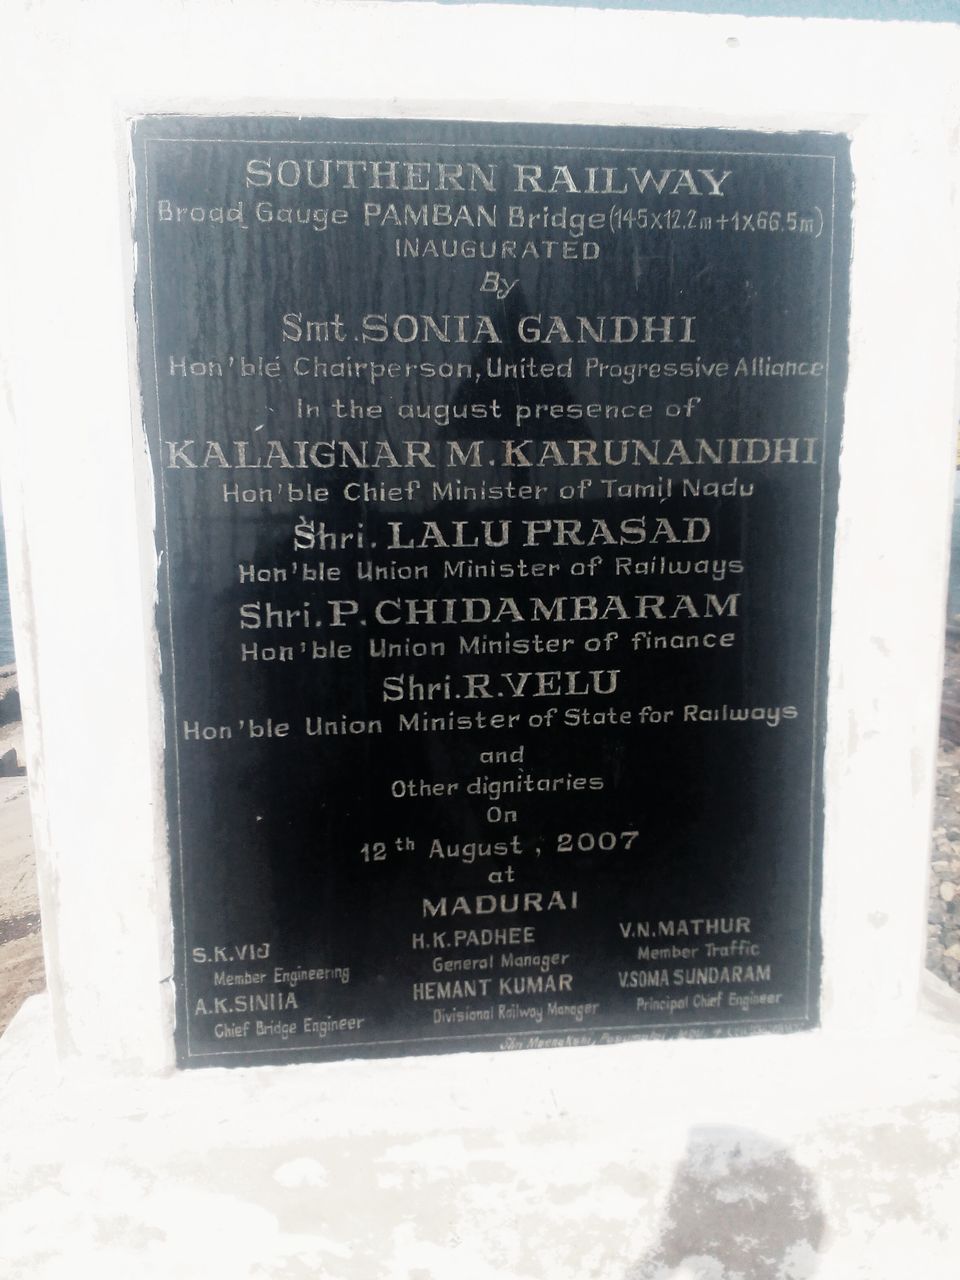 SOUTHERN RAILWAY
Broad Gauge PAMBAN Bridge(145x12.2m+1x66.5m)
INAUGURATED
By
Smt.SONIA GANDHI
Hon'ble Chairperson, United Progressive Alliance
In the august presence of
KALAIGNAR M. KARUNANIDHI
Hon'ble Chief Minister of Tamil Nadu
Shri. LALU PRASAD
Hon'ble Union Minister of Railways
Shri. P. CHIDAMBARAM
Hon'ble Union Minister of finance
Shri.R.VELU
Hon'ble Union Minister of State for Railways
and
Other dignitaries
On
12th August, 2007
at
MADURAI
S.K.VIJ
Member Engineering
A.K.SINHA
Chief Bridge Engineer
H.K.PADHEE
General Manager
HEMANT KUMAR
Divisional Railway Manager
V.N.MATHUR
Member Traffic
V.SOMA SUNDARAM
Principal Chief Engineer
Shri Meenakshi